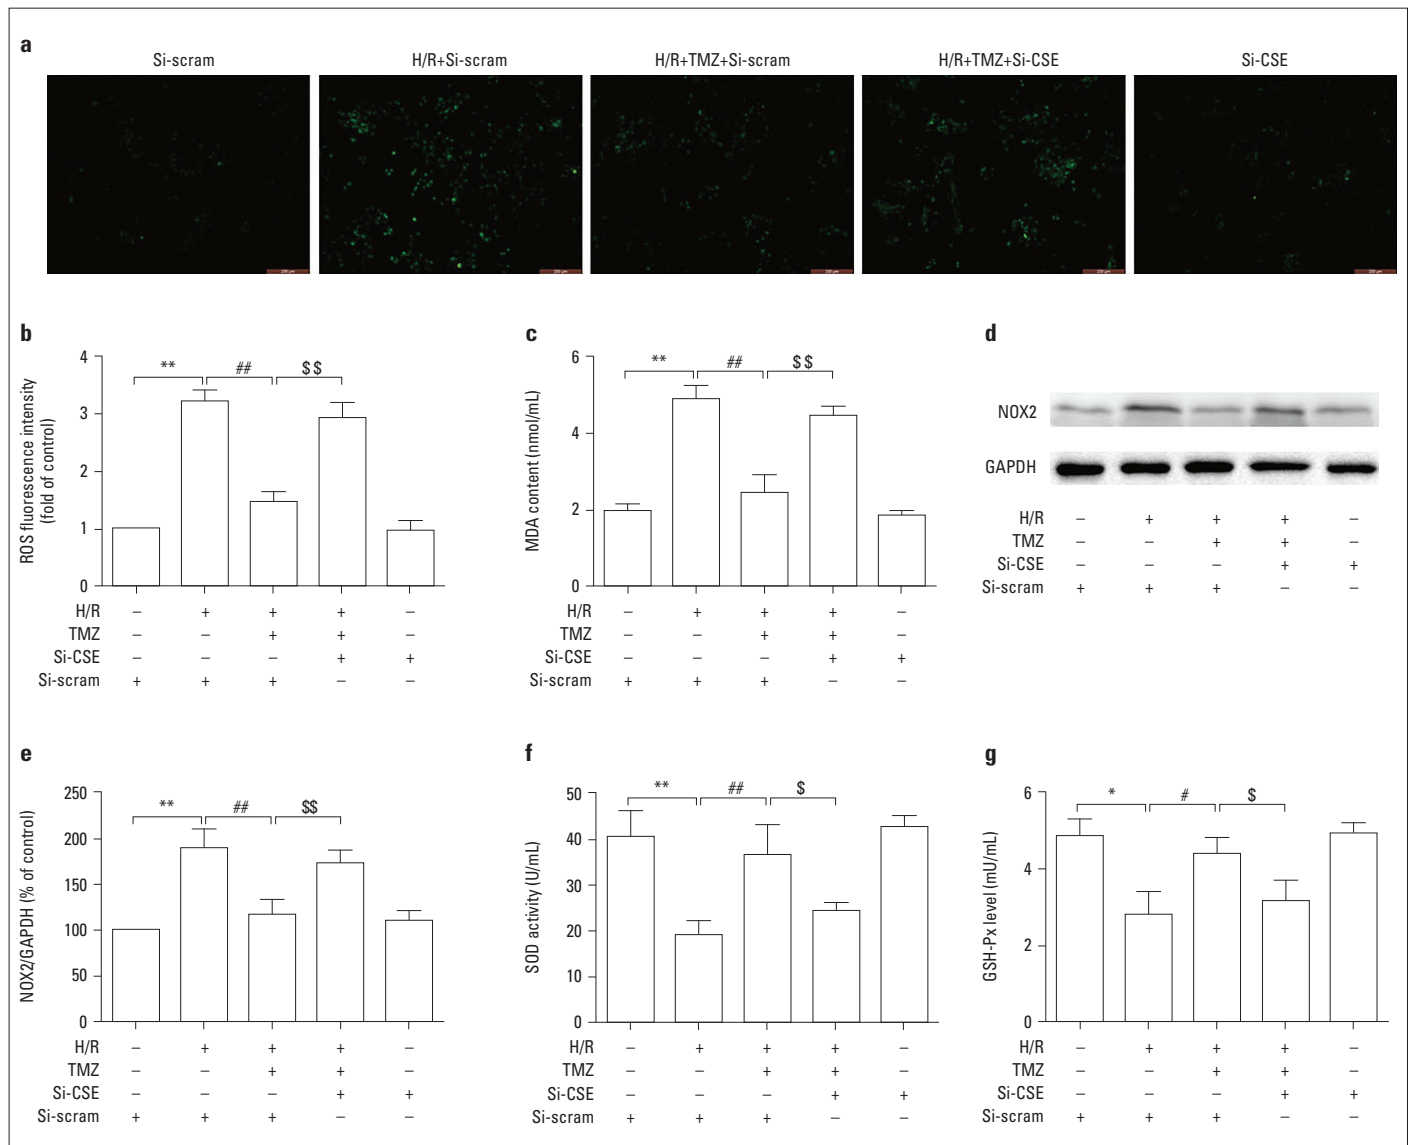 a
Si-scram H/R+Si-scram H/R+TMZ+Si-scram H/R+TMZ+Si-CSE Si-CSE
b
ROS fluorescence intensity
(fold of control)
4
3
2
1
0
** ## $$
H/R – + + + –
TMZ – – + + –
Si-CSE – – – + +
Si-scram + + + – –
c
MDA content (nmol/mL)
6
4
2
0
** ## $$
H/R – + + + –
TMZ – – + + –
Si-CSE – – – + +
Si-scram + + + – –
d
NOX2
GAPDH
H/R – + + + –
TMZ – – + + –
Si-CSE – – – + +
Si-scram + + + – –
e
NOX2/GAPDH (% of control)
250
200
150
100
50
0
** ## $$
H/R – + + + –
TMZ – – + + –
Si-CSE – – – + +
Si-scram + + + – –
f
SOD activity (U/mL)
50
40
30
20
10
0
** ## $
H/R – + + + –
TMZ – – + + –
Si-CSE – – – + +
Si-scram + + + – –
g
GSH-Px level (mU/mL)
6
4
2
0
* # $
H/R – + + + –
TMZ – – + + –
Si-CSE – – – + +
Si-scram + + + – –